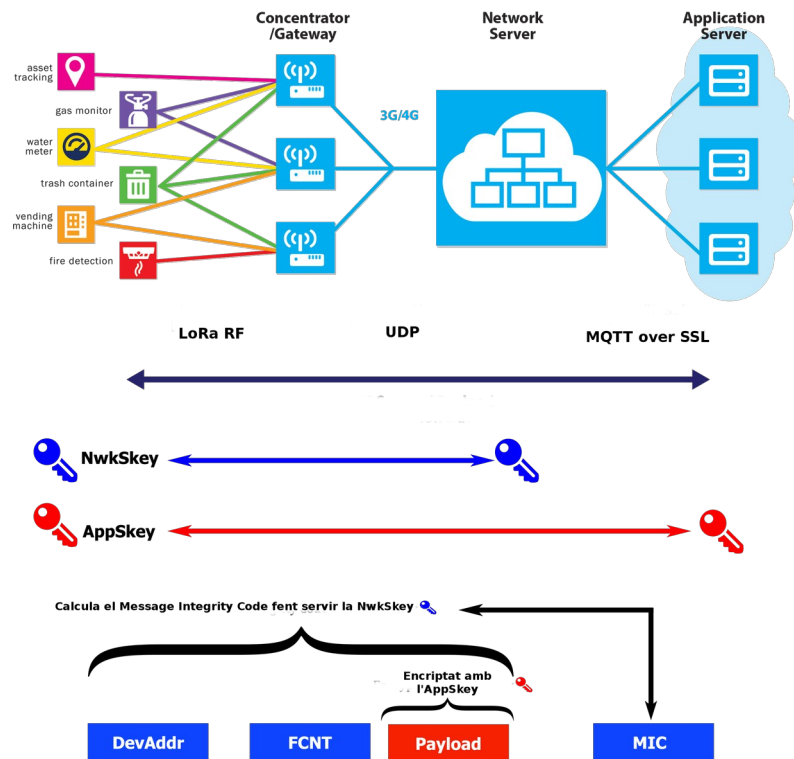 Concentrator
/Gateway
Network
Server
Application
Server
asset
tracking
gas monitor
water
meter
trash container
vending
machine
fire detection
3G/4G
LoRa RF
UDP
MQTT over SSL
NwkSkey
AppSkey
Calcula el Message Integrity Code fent servir la NwkSkey
Encriptat amb
l'AppSkey
DevAddr
FCNT
Payload
MIC